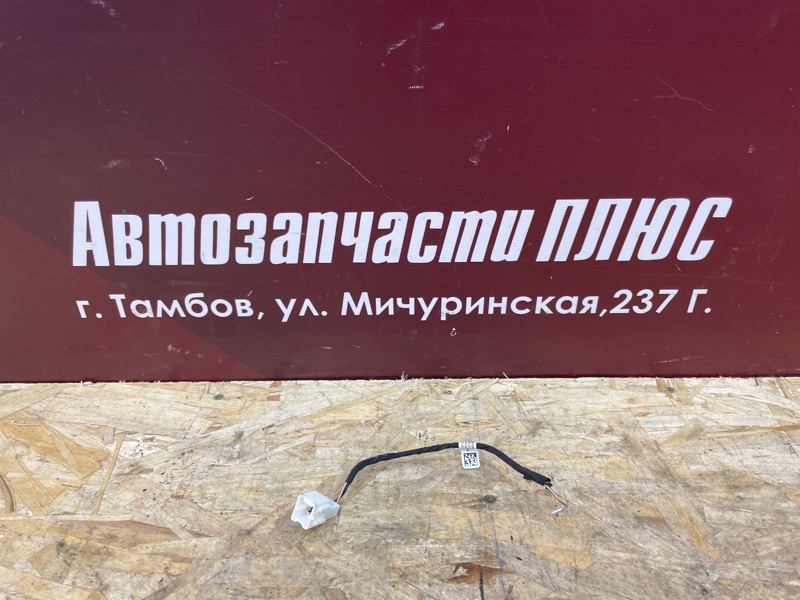 Автозапчасти ПЛЮС
г. Тамбов, ул. Мичуринская,237 Г.